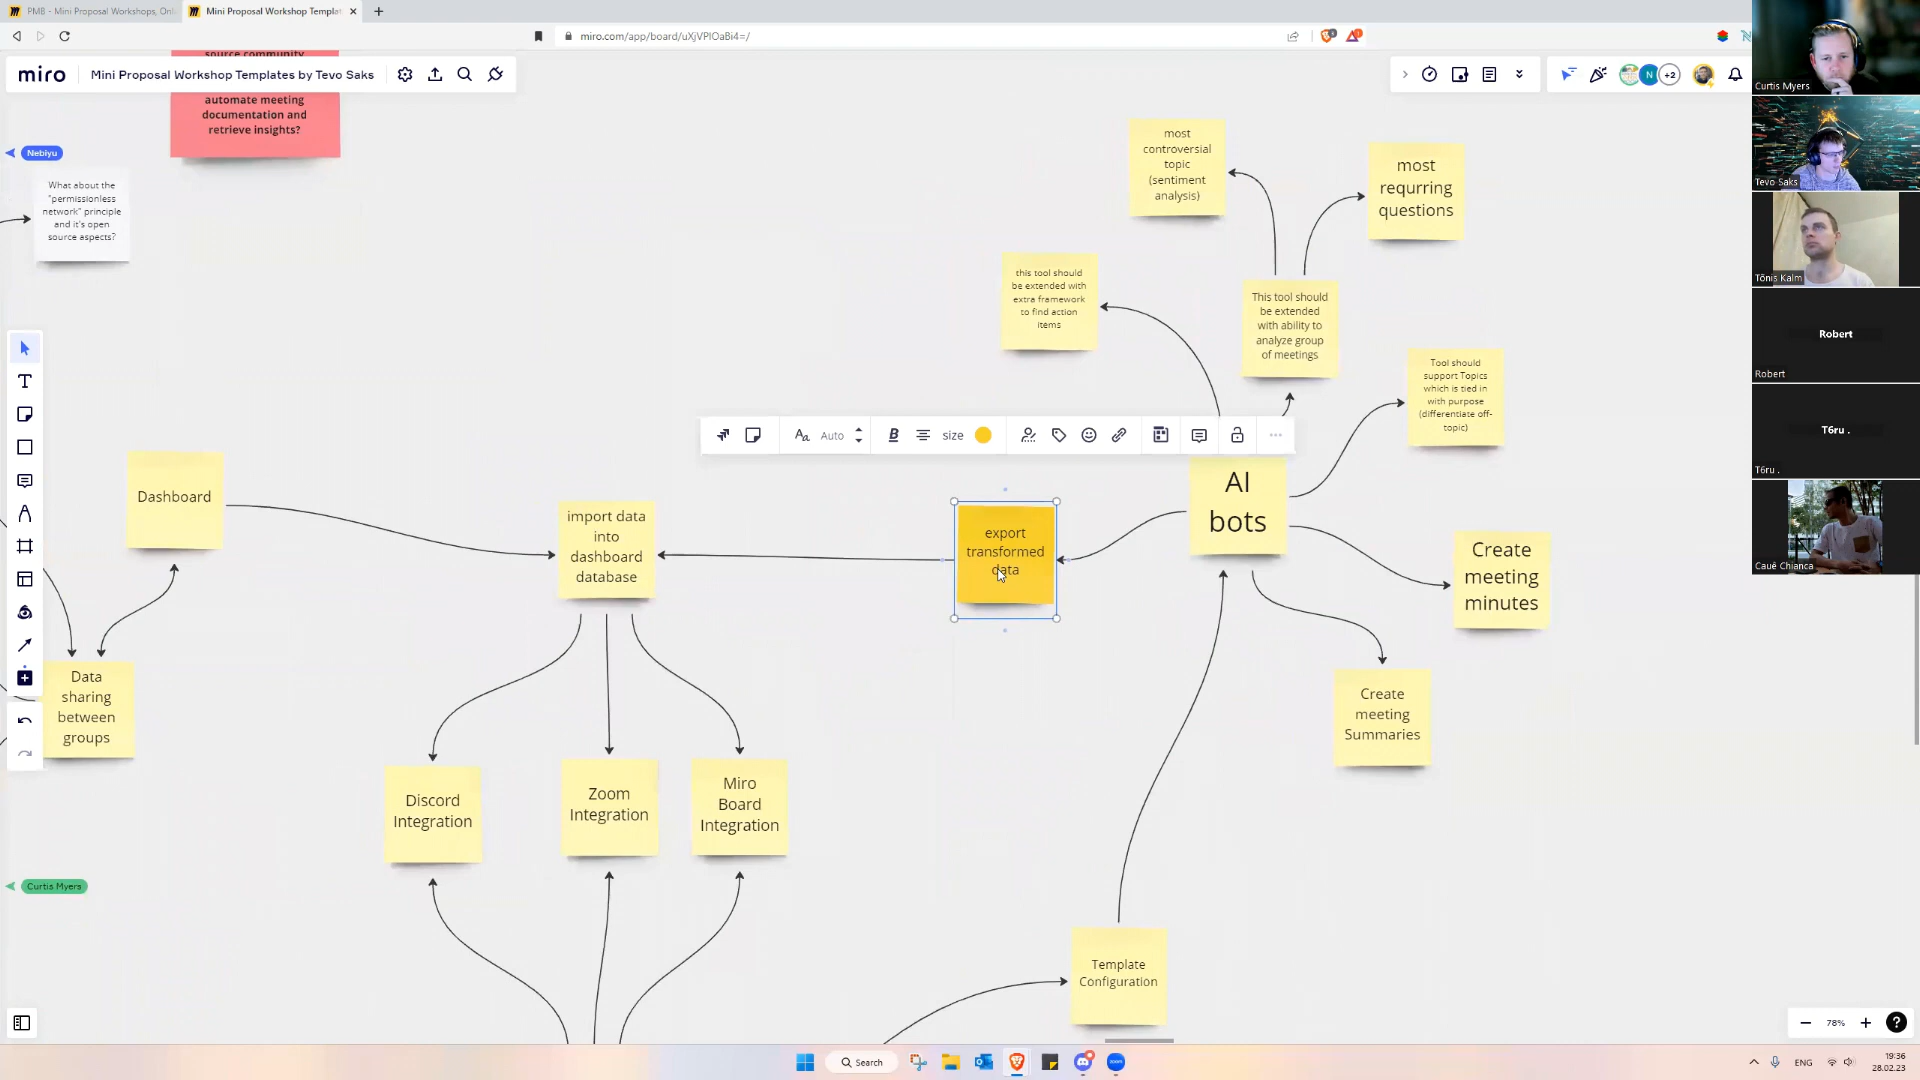 PMB - Mini Proposal Workshops, Onl
Mini Proposal Workshop Templat
miro.com/app/board/uXjVPIOaBi4=/
miro
Mini Proposal Workshop Templates by Tevo Saks
+2
source community
automate meeting
documentation and
retrieve insights?
Nebiyu
What about the
"permissionless
network" principle
and it's open
source aspects?
most
controversial
topic
(sentiment
analysis)
most
requrring
questions
this tool should
be extended with
extra framework
to find action
items
This tool should
be extended
with ability to
analyze group
of meetings
Tool should
support Topics
which is tied in
with purpose
(differentiate off-
topic)
Auto
B
size
Dashboard
import data
into
dashboard
database
export
transformed
data
AI
bots
Create
meeting
minutes
Data
sharing
between
groups
Create
meeting
Summaries
Discord
Integration
Zoom
Integration
Miro
Board
Integration
Curtis Myers
Template
Configuration
78%
Curtis Myers
Tevo Saks
Tõnis Kalm
Robert
Robert
T6ru .
T6ru .
Cauê Chianca
Search
ENG
19:36
28.02.23